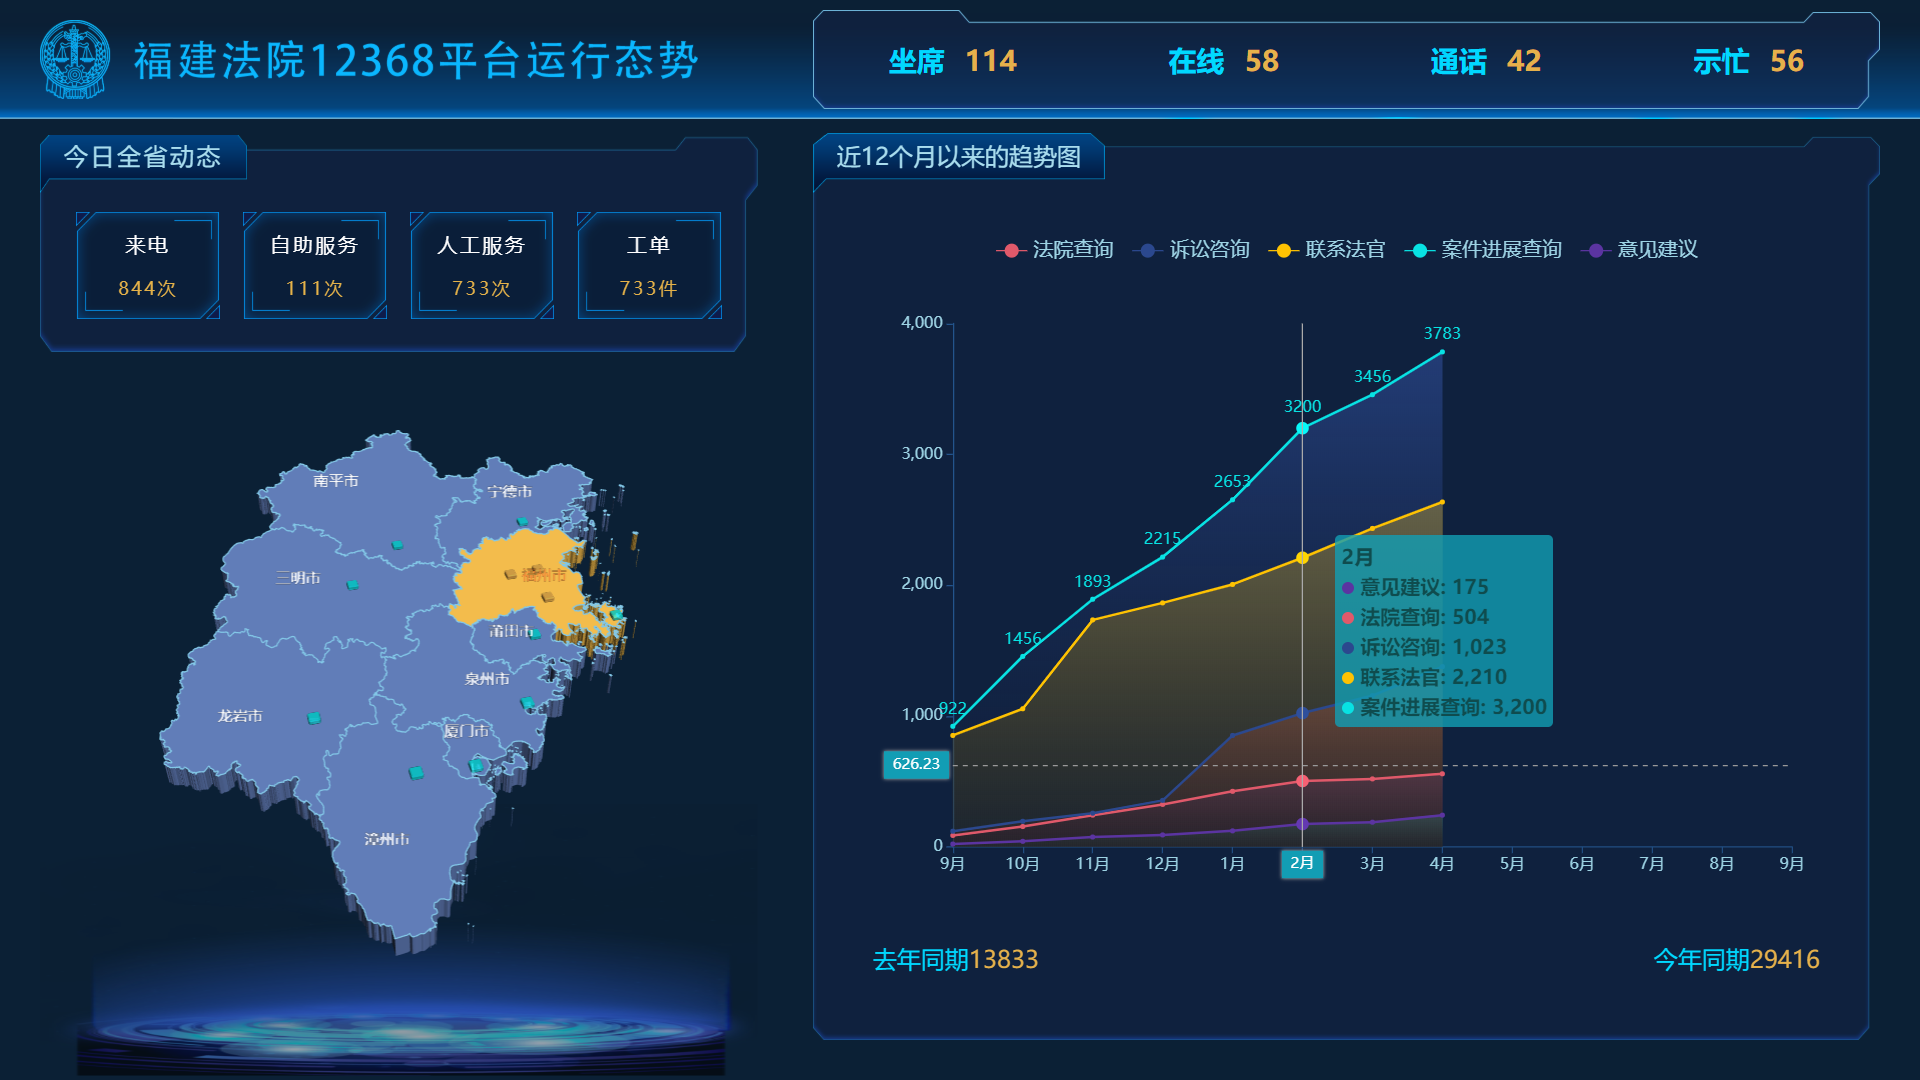 福建法院12368平台运行态势
坐席 114 在线 58 通话 42 示忙 56
今日全省动态
来电 自助服务 人工服务 工单
844次 111次 733次 733件
南平市
宁德市
三明市
福州市
莆田市
泉州市
龙岩市
厦门市
漳州市
近12个月以来的趋势图
法院查询 诉讼咨询 联系法官 案件进展查询 意见建议
4,000
3,000
2,000
1,000
0
626.23
922
1456
1893
2215
2653
3200
3456
3783
2月
意见建议: 175
法院查询: 504
诉讼咨询: 1,023
联系法官: 2,210
案件进展查询: 3,200
9月 10月 11月 12月 1月 2月 3月 4月 5月 6月 7月 8月 9月
去年同期13833 今年同期29416